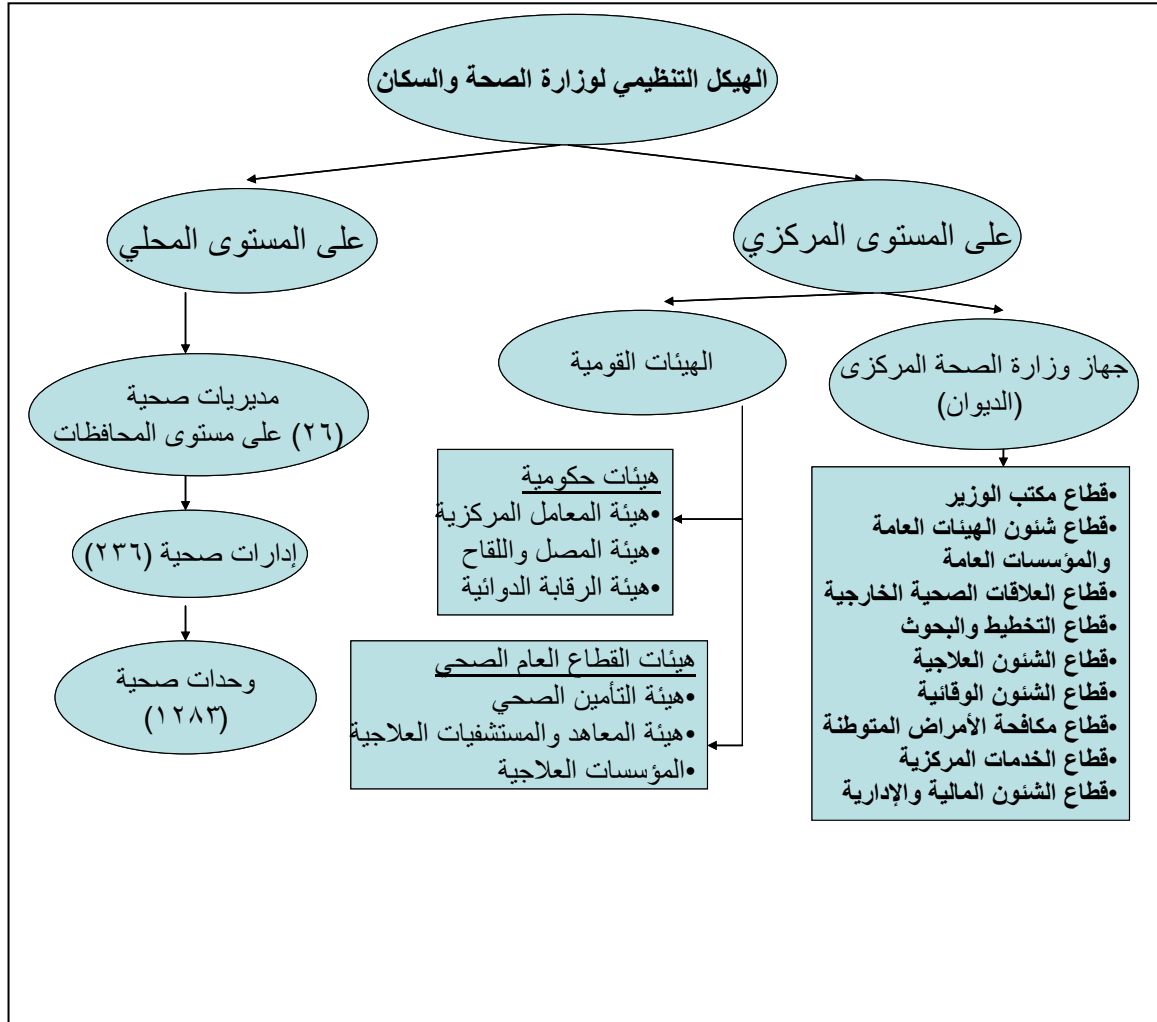 الهيكل التنظيمي لوزارة الصحة والسكان
على المستوى المركزي
على المستوى المحلي
جهاز وزارة الصحة المركزى
(الديوان)
•قطاع مكتب الوزير
•قطاع شئون الهيئات العامة
والمؤسسات العامة
•قطاع العلاقات الصحية الخارجية
•قطاع التخطيط والبحوث
•قطاع الشئون العلاجية
•قطاع الشئون الوقائية
•قطاع مكافحة الأمراض المتوطنة
•قطاع الخدمات المركزية
•قطاع الشئون المالية والإدارية
الهيئات القومية
هيئات حكومية
•هيئة المعامل المركزية
•هيئة المصل واللقاح
•هيئة الرقابة الدوائية
هيئات القطاع العام الصحي
•هيئة التأمين الصحي
•هيئة المعاهد والمستشفيات العلاجية
•المؤسسات العلاجية
مديريات صحية
(٢٦) على مستوى المحافظات
إدارات صحية (٢٣٦)
وحدات صحية
(١٢٨٣)